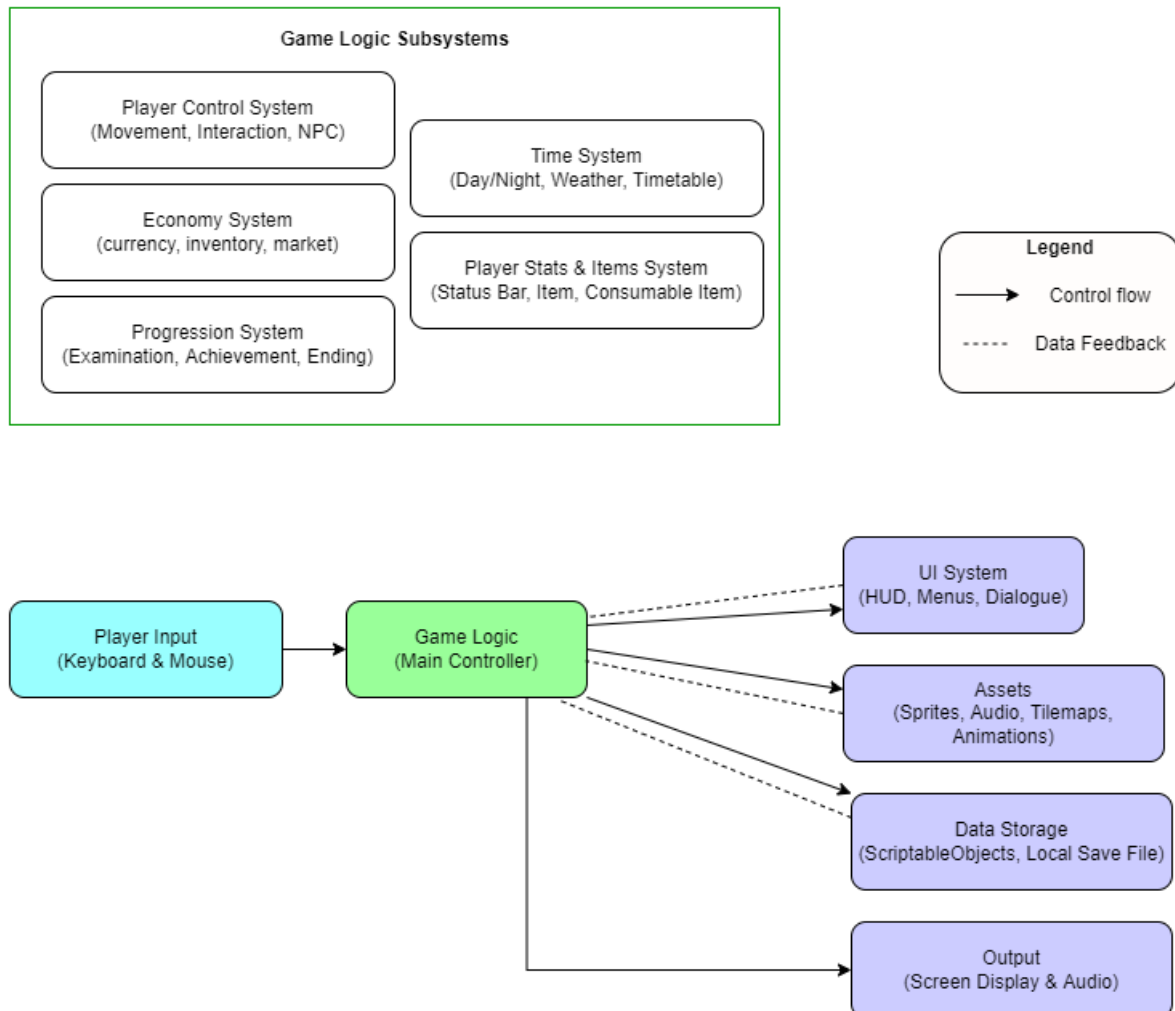 Game Logic Subsystems
Player Control System
(Movement, Interaction, NPC)
Economy System
(currency, inventory, market)
Progression System
(Examination, Achievement, Ending)
Time System
(Day/Night, Weather, Timetable)
Player Stats & Items System
(Status Bar, Item, Consumable Item)
Legend
Control flow
Data Feedback
Player Input
(Keyboard & Mouse)
Game Logic
(Main Controller)
UI System
(HUD, Menus, Dialogue)
Assets
(Sprites, Audio, Tilemaps,
Animations)
Data Storage
(ScriptableObjects, Local Save File)
Output
(Screen Display & Audio)